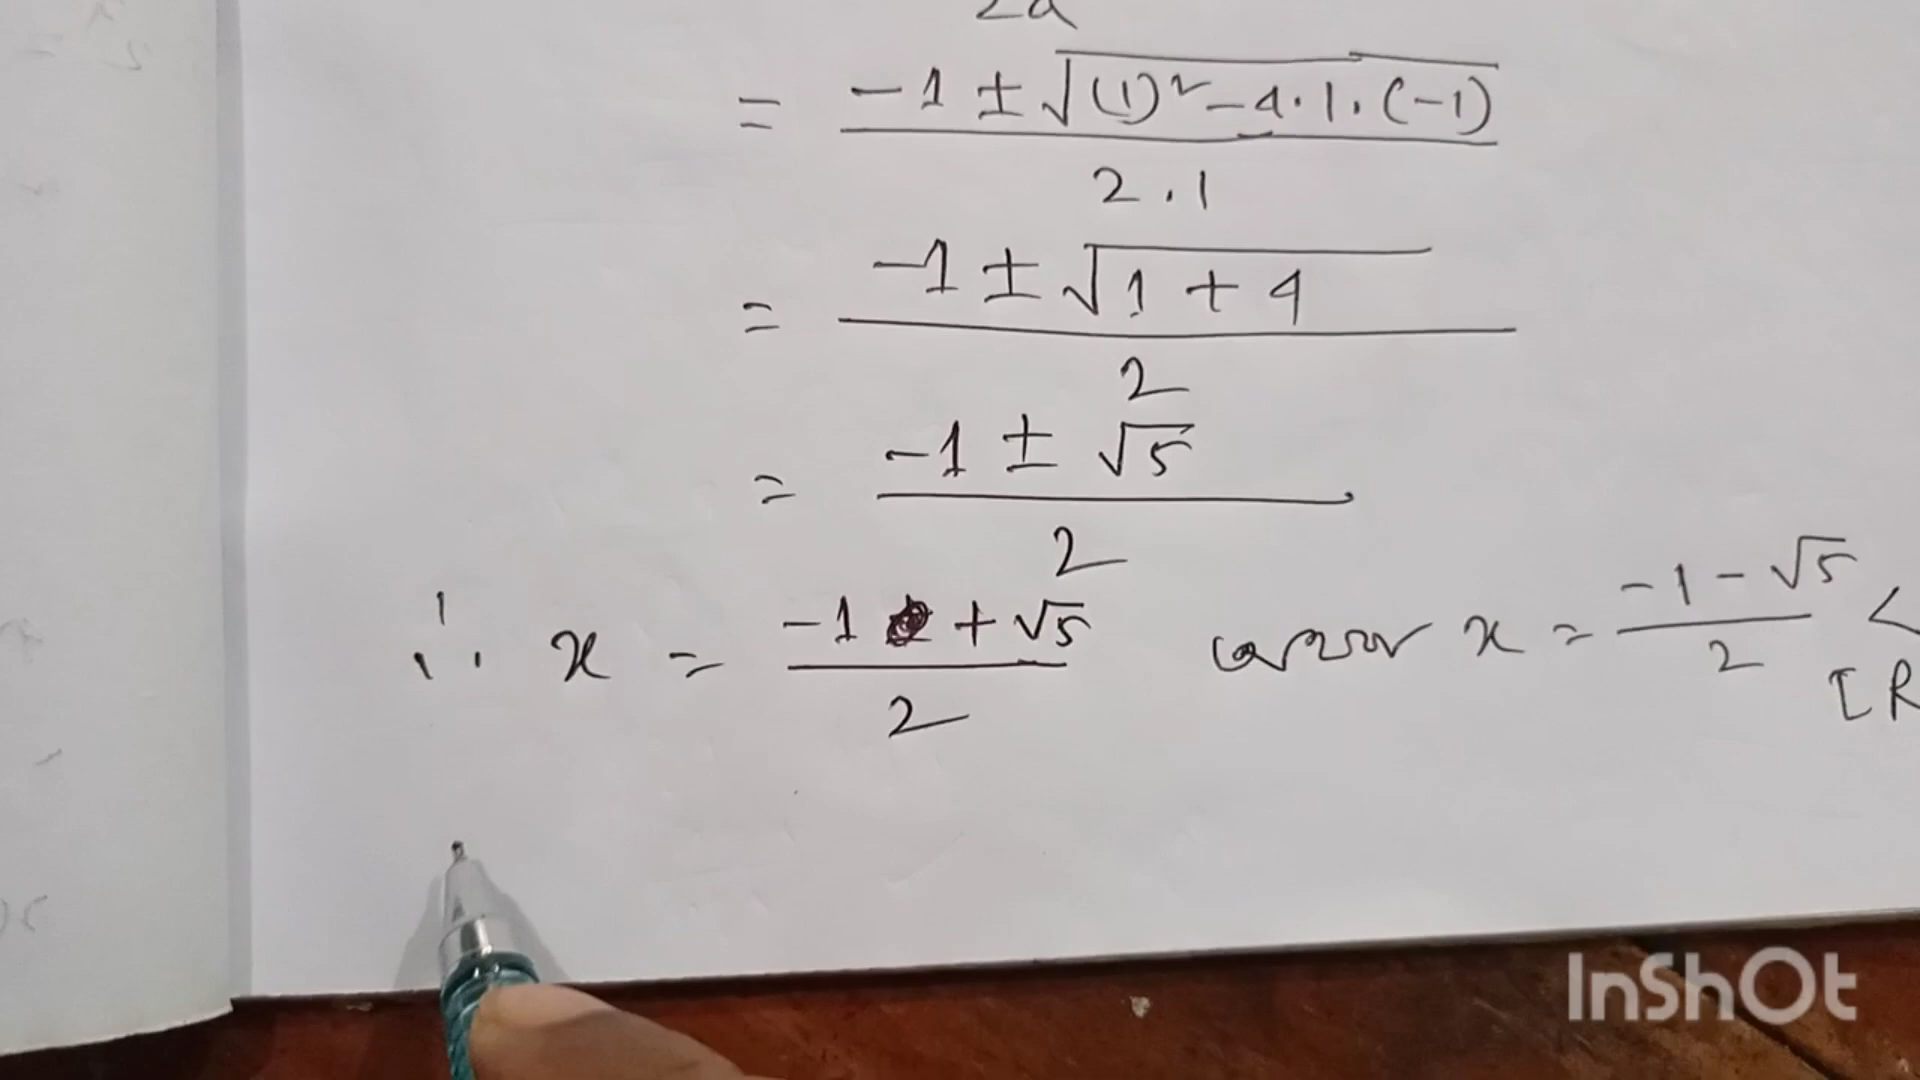 2a
= -1 ± √(1)² - 4·1·(-1) / 2·1
= -1 ± √1 + 4 / 2
= -1 ± √5 / 2
∴ x = -1 + √5 / 2 অথবা x = -1 - √5 / 2 <
[R
InShOt